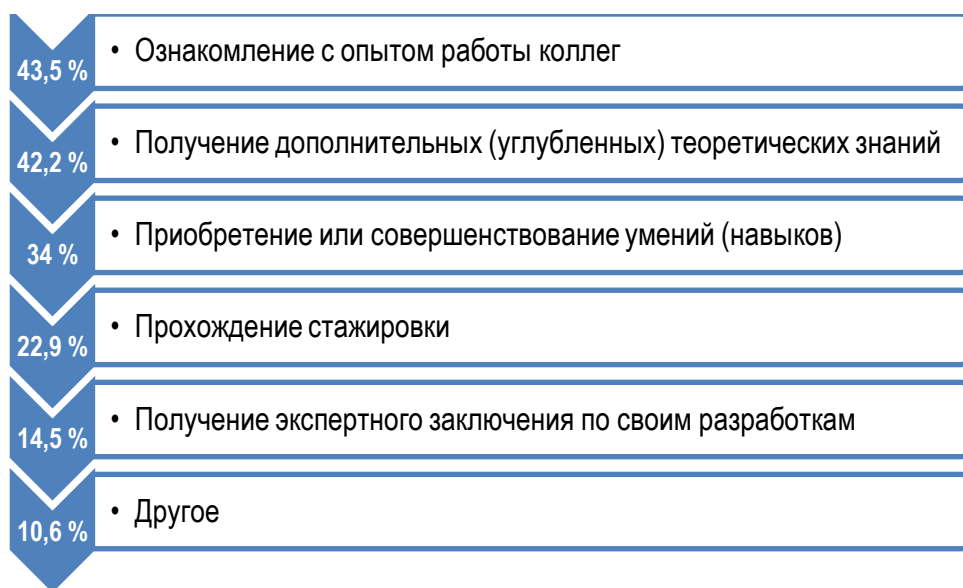 43,5 %
• Ознакомление с опытом работы коллег
42,2 %
• Получение дополнительных (углубленных) теоретических знаний
34 %
• Приобретение или совершенствование умений (навыков)
22,9 %
• Прохождение стажировки
14,5 %
• Получение экспертного заключения по своим разработкам
10,6 %
• Другое